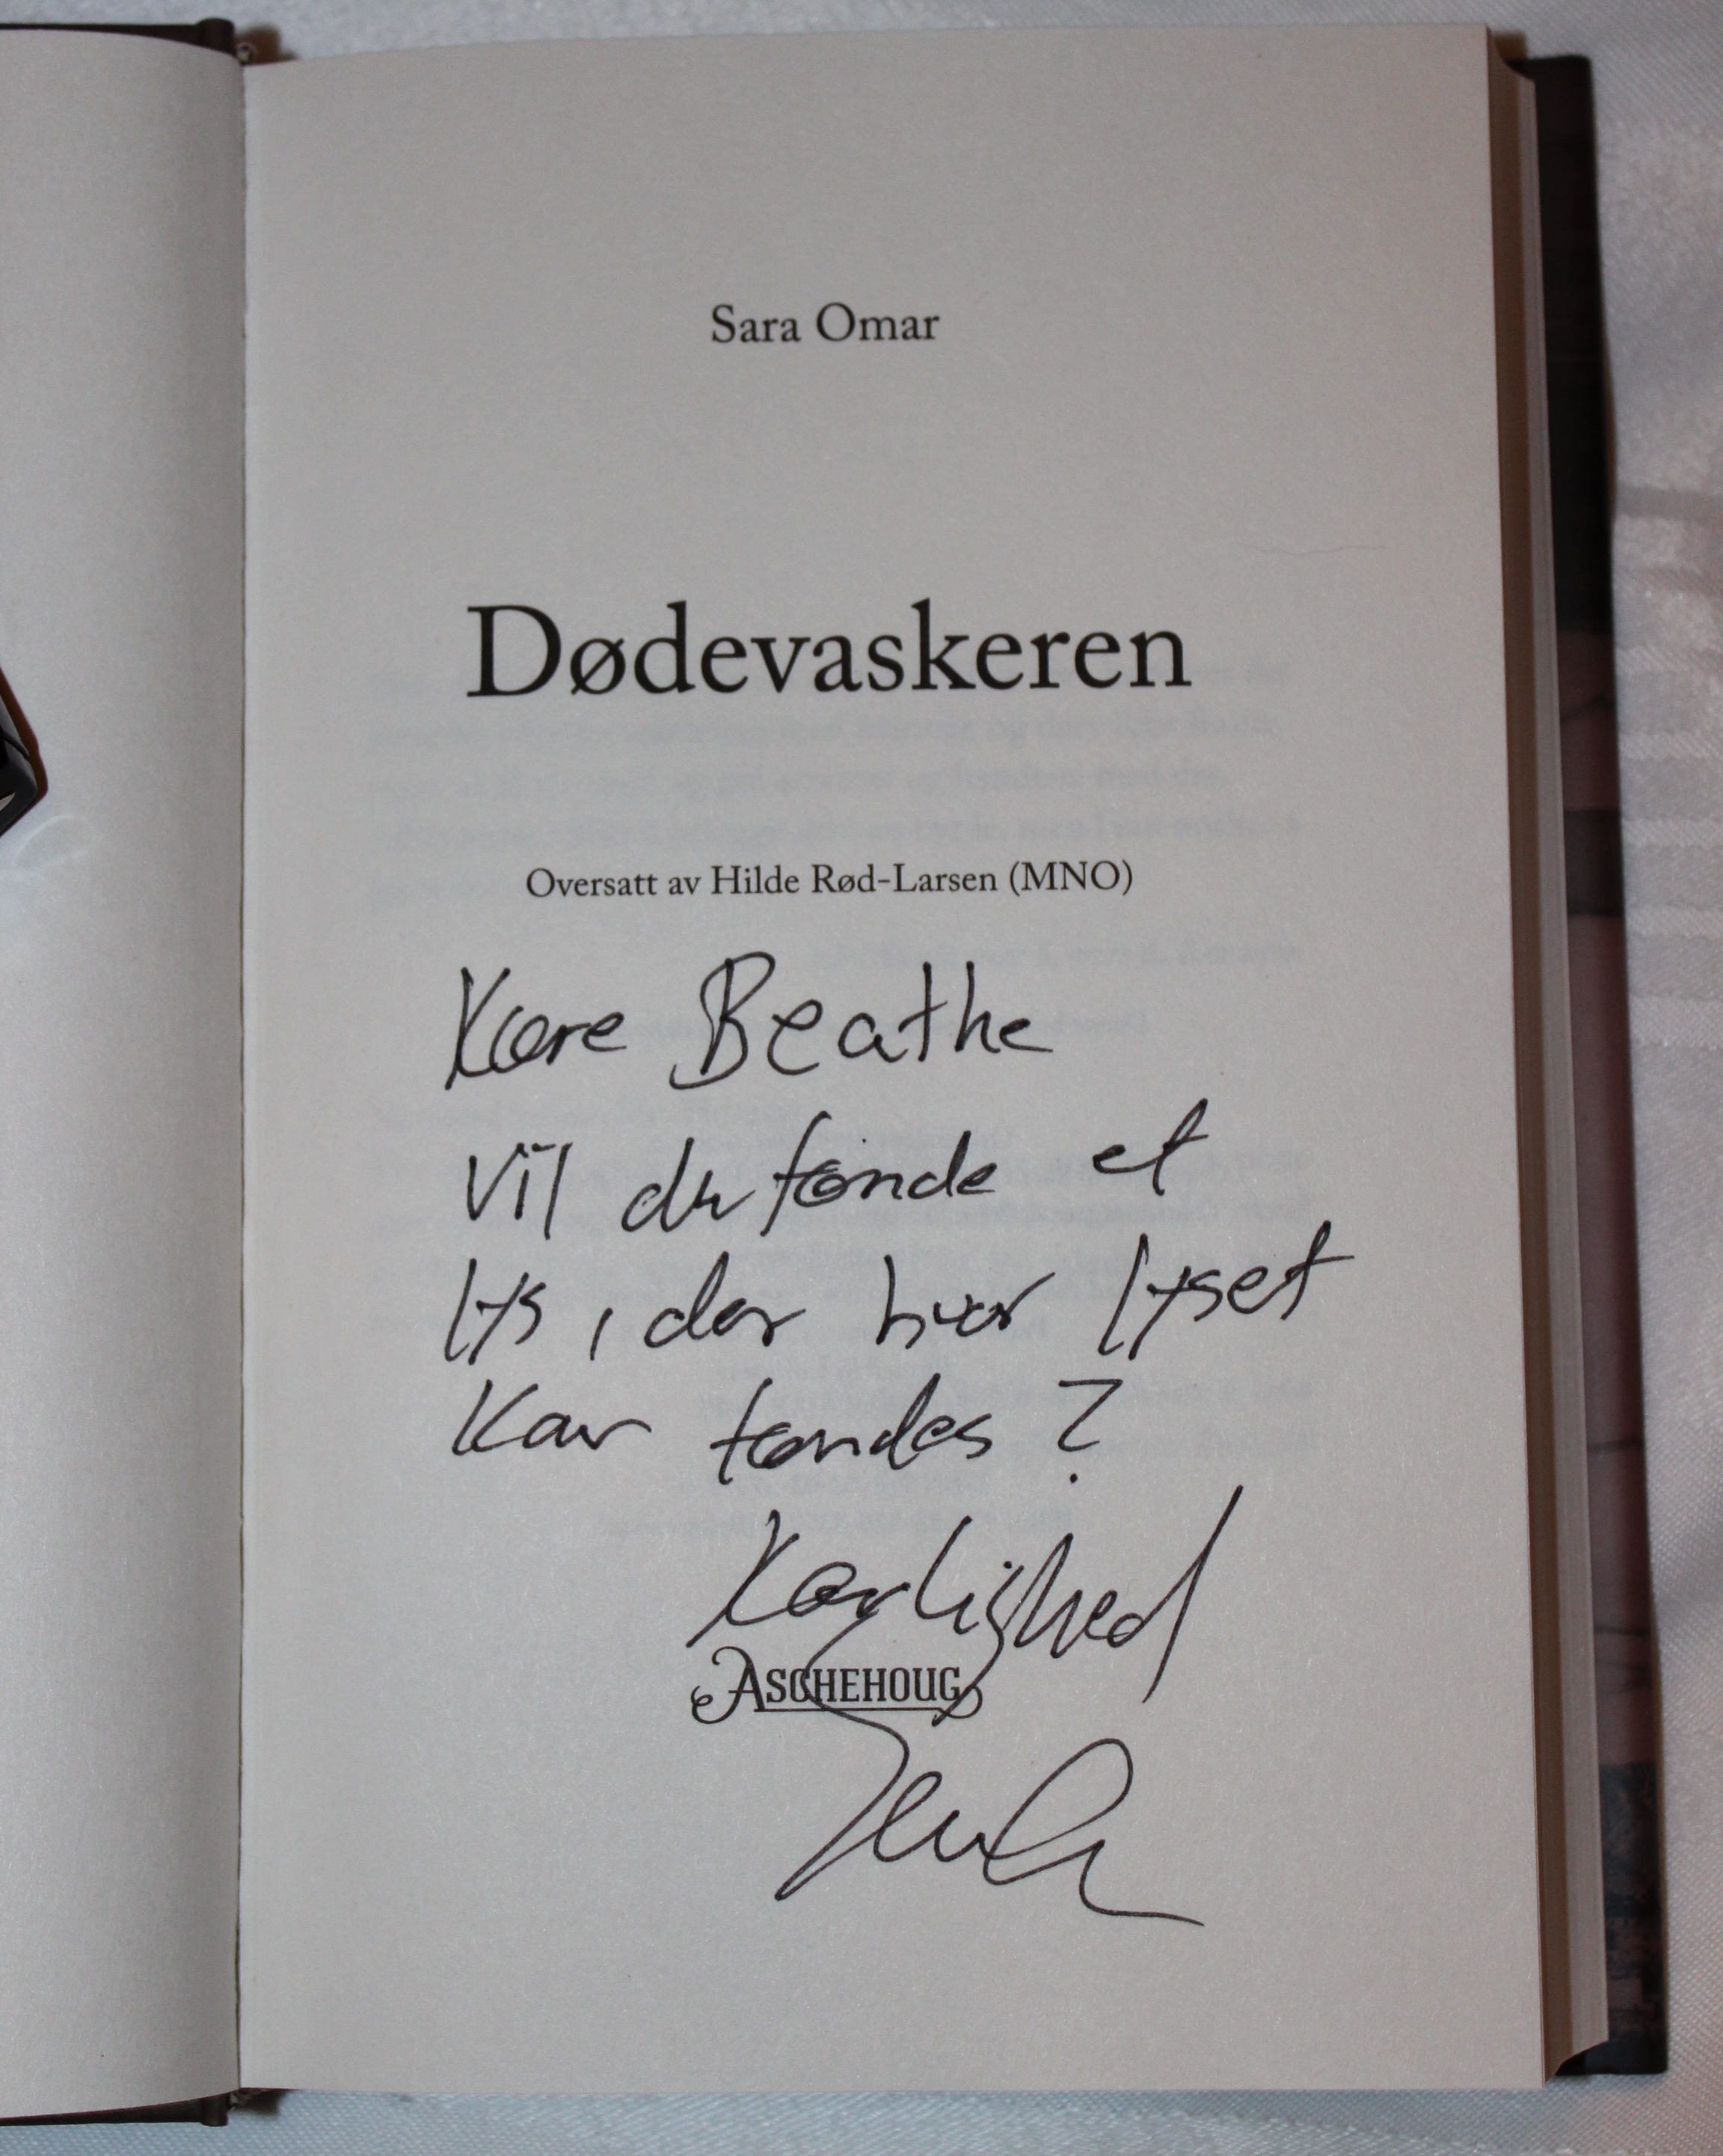 Sara Omar
Dødevaskeren
Oversatt av Hilde Rød-Larsen (MNO)
Kære Beathe
Vil du tænde et
lys, der hvor lyset
Kan tændes?
Kærlighed
ASCHEHOUG